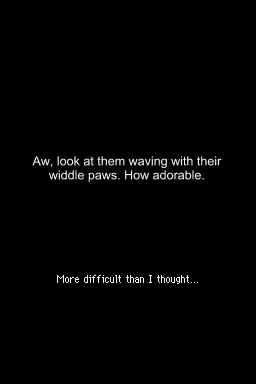 Aw, look at them waving with their
widdle paws. How adorable.
More difficult than I thought...